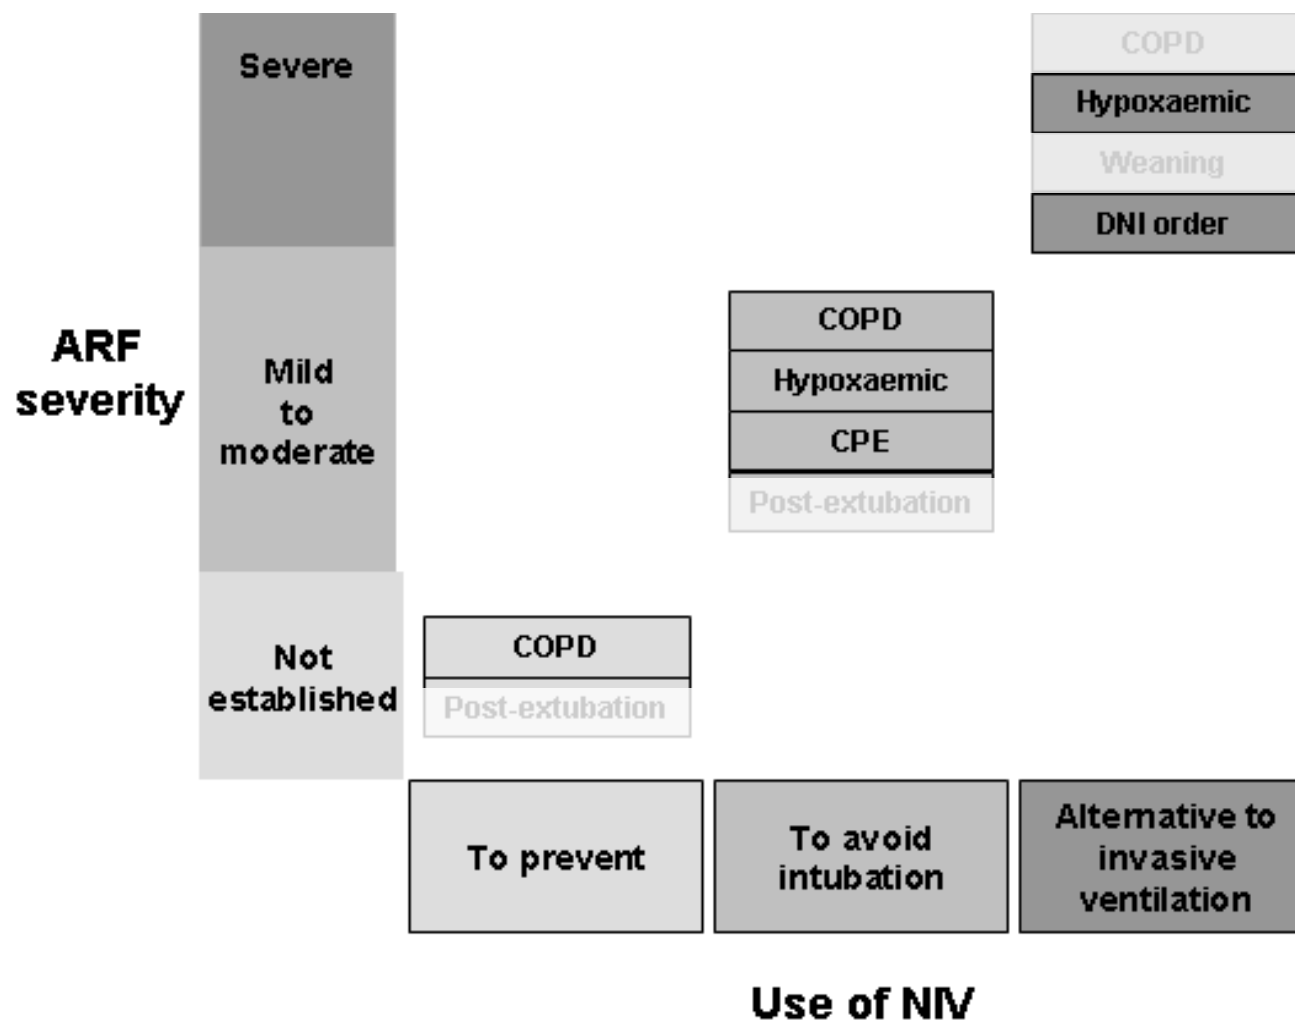 Severe
COPD
Hypoxaemic
Weaning
DNI order
ARF
severity
Mild
to
moderate
COPD
Hypoxaemic
CPE
Post-extubation
Not
established
COPD
Post-extubation
To prevent
To avoid
intubation
Alternative to
invasive
ventilation
Use of NIV